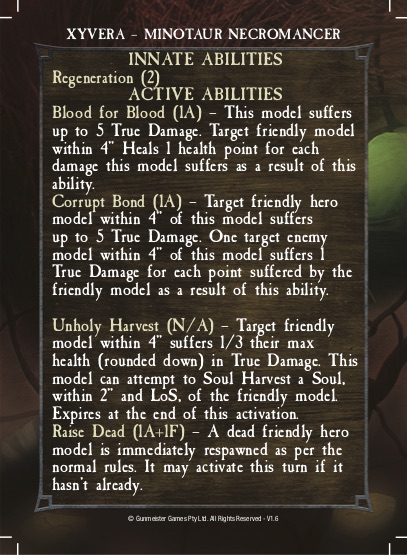 XYVERA – MINOTAUR NECROMANCER
INNATE ABILITIES
Regeneration (2)
ACTIVE ABILITIES
Blood for Blood (1A) – This model suffers
up to 5 True Damage. Target friendly model
within 4" Heals 1 health point for each
damage this model suffers as a result of this
ability.
Corrupt Bond (1A) – Target friendly hero
model within 4" of this model suffers
up to 5 True Damage. One target enemy
model within 4" of this model suffers 1
True Damage for each point suffered by the
friendly model as a result of this ability.
Unholy Harvest (N/A) – Target friendly
model within 4" suffers 1/3 their max
health (rounded down) in True Damage. This
model can attempt to Soul Harvest a Soul,
within 2" and LoS, of the friendly model.
Expires at the end of this activation.
Raise Dead (1A+1F) – A dead friendly hero
model is immediately respawned as per the
normal rules. It may activate this turn if it
hasn't already.
© Gunmeister Games Pty Ltd. All Rights Reserved - V1.6